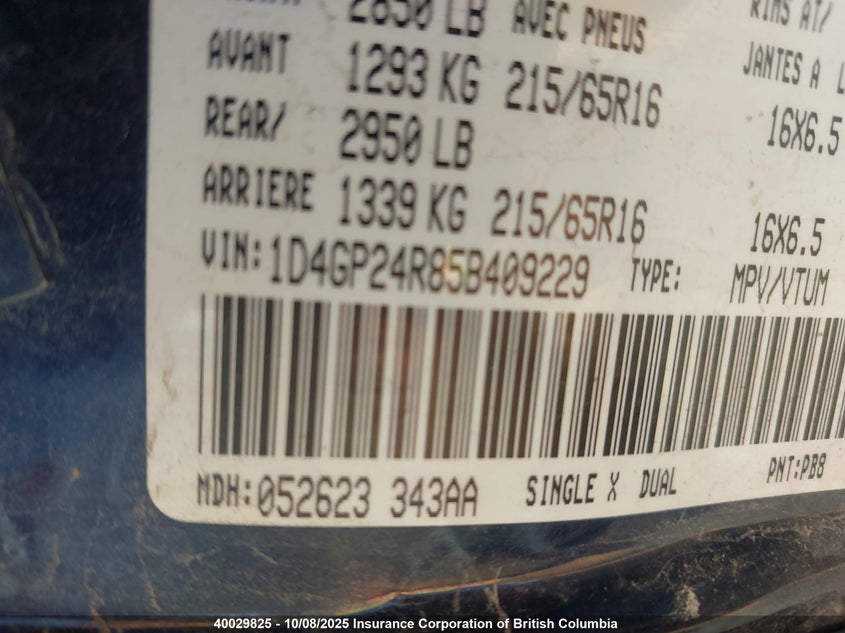 2850 LB AVEC PNEUS RIMS AT/
AVANT 1293 KG 215/65R16 JANTES A
REAR/ 2950 LB 16X6.5
ARRIERE 1339 KG 215/65R16 16X6.5
VIN:1D4GP24R85B409229 TYPE: MPV/VTUM
MDH:052623 343AA SINGLE X DUAL PNT:PB8
40029825 - 10/08/2025 Insurance Corporation of British Columbia